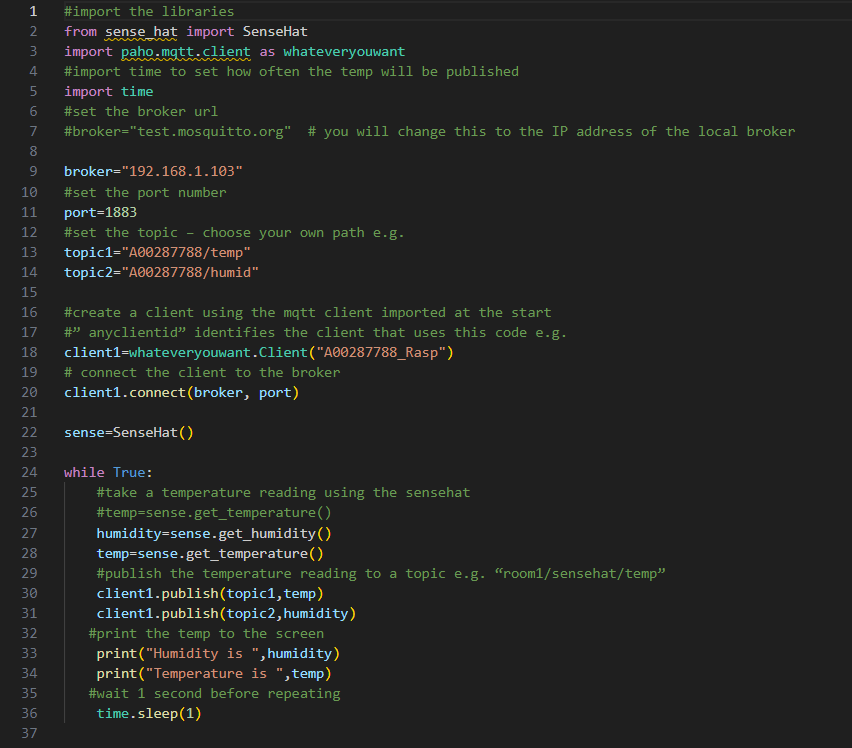 1 #import the libraries
2 from sense_hat import SenseHat
3 import paho.mqtt.client as whateveryouwant
4 #import time to set how often the temp will be published
5 import time
6 #set the broker url
7 #broker="test.mosquitto.org"  # you will change this to the IP address of the local broker
8
9 broker="192.168.1.103"
10 #set the port number
11 port=1883
12 #set the topic – choose your own path e.g.
13 topic1="A00287788/temp"
14 topic2="A00287788/humid"
15
16 #create a client using the mqtt client imported at the start
17 #” anyclientid” identifies the client that uses this code e.g.
18 client1=whateveryouwant.Client("A00287788_Rasp")
19 # connect the client to the broker
20 client1.connect(broker, port)
21
22 sense=SenseHat()
23
24 while True:
25     #take a temperature reading using the sensehat
26     #temp=sense.get_temperature()
27     humidity=sense.get_humidity()
28     temp=sense.get_temperature()
29     #publish the temperature reading to a topic e.g. “room1/sensehat/temp”
30     client1.publish(topic1,temp)
31     client1.publish(topic2,humidity)
32    #print the temp to the screen
33     print("Humidity is ",humidity)
34     print("Temperature is ",temp)
35    #wait 1 second before repeating
36     time.sleep(1)
37